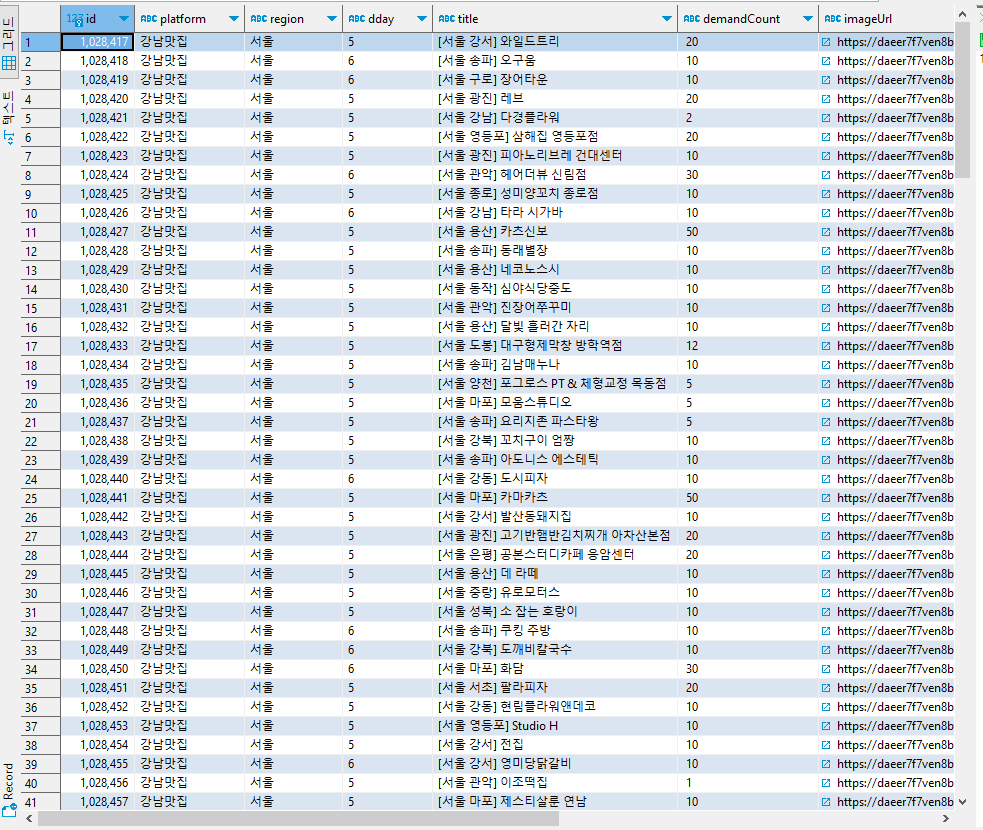 그리드
텍스트
Record
123 id ABC platform ABC region ABC dday ABC title ABC demandCount ABC imageUrl
1 1,028,417 강남맛집 서울 5 [서울 강서] 와일드트리 20 https://daeer7f7ven8b
2 1,028,418 강남맛집 서울 6 [서울 송파] 오구움 10 https://daeer7f7ven8b
3 1,028,419 강남맛집 서울 6 [서울 구로] 장어타운 10 https://daeer7f7ven8b
4 1,028,420 강남맛집 서울 5 [서울 광진] 레브 20 https://daeer7f7ven8b
5 1,028,421 강남맛집 서울 5 [서울 강남] 다경플라워 2 https://daeer7f7ven8b
6 1,028,422 강남맛집 서울 5 [서울 영등포] 삼해집 영등포점 20 https://daeer7f7ven8b
7 1,028,423 강남맛집 서울 5 [서울 광진] 피아노리브레 건대센터 10 https://daeer7f7ven8b
8 1,028,424 강남맛집 서울 6 [서울 관악] 헤어더뷰 신림점 30 https://daeer7f7ven8b
9 1,028,425 강남맛집 서울 5 [서울 종로] 성미양꼬치 종로점 10 https://daeer7f7ven8b
10 1,028,426 강남맛집 서울 6 [서울 강남] 타라 시가바 10 https://daeer7f7ven8b
11 1,028,427 강남맛집 서울 5 [서울 용산] 카츠신보 50 https://daeer7f7ven8b
12 1,028,428 강남맛집 서울 5 [서울 송파] 동래별장 10 https://daeer7f7ven8b
13 1,028,429 강남맛집 서울 5 [서울 용산] 네코노스시 10 https://daeer7f7ven8b
14 1,028,430 강남맛집 서울 5 [서울 동작] 심야식당중도 10 https://daeer7f7ven8b
15 1,028,431 강남맛집 서울 5 [서울 관악] 진장어쭈꾸미 10 https://daeer7f7ven8b
16 1,028,432 강남맛집 서울 5 [서울 용산] 달빛 흘러간 자리 10 https://daeer7f7ven8b
17 1,028,433 강남맛집 서울 5 [서울 도봉] 대구형제막창 방학역점 12 https://daeer7f7ven8b
18 1,028,434 강남맛집 서울 5 [서울 송파] 김남매누나 10 https://daeer7f7ven8b
19 1,028,435 강남맛집 서울 5 [서울 양천] 포그로스 PT & 체형교정 목동점 5 https://daeer7f7ven8b
20 1,028,436 강남맛집 서울 5 [서울 마포] 모움스튜디오 5 https://daeer7f7ven8b
21 1,028,437 강남맛집 서울 5 [서울 송파] 요리지존 파스타왕 5 https://daeer7f7ven8b
22 1,028,438 강남맛집 서울 5 [서울 강북] 꼬치구이 엄짱 10 https://daeer7f7ven8b
23 1,028,439 강남맛집 서울 5 [서울 송파] 아도니스 에스테틱 10 https://daeer7f7ven8b
24 1,028,440 강남맛집 서울 6 [서울 강동] 도시피자 10 https://daeer7f7ven8b
25 1,028,441 강남맛집 서울 5 [서울 마포] 카마카츠 50 https://daeer7f7ven8b
26 1,028,442 강남맛집 서울 5 [서울 강서] 발산동돼지집 10 https://daeer7f7ven8b
27 1,028,443 강남맛집 서울 5 [서울 광진] 고기반햄반김치찌개 아차산본점 20 https://daeer7f7ven8b
28 1,028,444 강남맛집 서울 5 [서울 은평] 공본스터디카페 응암센터 20 https://daeer7f7ven8b
29 1,028,445 강남맛집 서울 5 [서울 용산] 데 라떼 10 https://daeer7f7ven8b
30 1,028,446 강남맛집 서울 5 [서울 중랑] 유로모터스 10 https://daeer7f7ven8b
31 1,028,447 강남맛집 서울 5 [서울 성북] 소 잡는 호랑이 10 https://daeer7f7ven8b
32 1,028,448 강남맛집 서울 6 [서울 송파] 쿠킹 주방 10 https://daeer7f7ven8b
33 1,028,449 강남맛집 서울 6 [서울 강북] 도깨비칼국수 10 https://daeer7f7ven8b
34 1,028,450 강남맛집 서울 6 [서울 마포] 화담 30 https://daeer7f7ven8b
35 1,028,451 강남맛집 서울 5 [서울 서초] 팔라피자 20 https://daeer7f7ven8b
36 1,028,452 강남맛집 서울 5 [서울 강동] 현림플라워앤데코 10 https://daeer7f7ven8b
37 1,028,453 강남맛집 서울 5 [서울 영등포] Studio H 10 https://daeer7f7ven8b
38 1,028,454 강남맛집 서울 5 [서울 강서] 전집 10 https://daeer7f7ven8b
39 1,028,455 강남맛집 서울 6 [서울 강서] 영미당닭갈비 10 https://daeer7f7ven8b
40 1,028,456 강남맛집 서울 5 [서울 관악] 이조떡집 1 https://daeer7f7ven8b
41 1,028,457 강남맛집 서울 5 [서울 마포] 제스티살룬 연남 10 https://daeer7f7ven8b